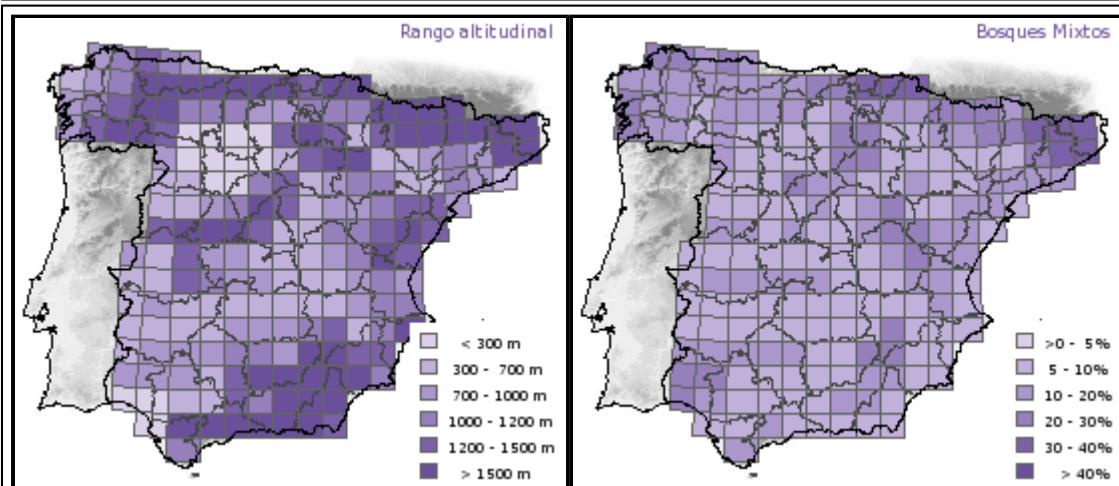 Rango altitudinal
< 300 m
300 - 700 m
700 - 1000 m
1000 - 1200 m
1200 - 1500 m
> 1500 m
Bosques Mixtos
>0 - 5%
5 - 10%
10 - 20%
20 - 30%
30 - 40%
> 40%